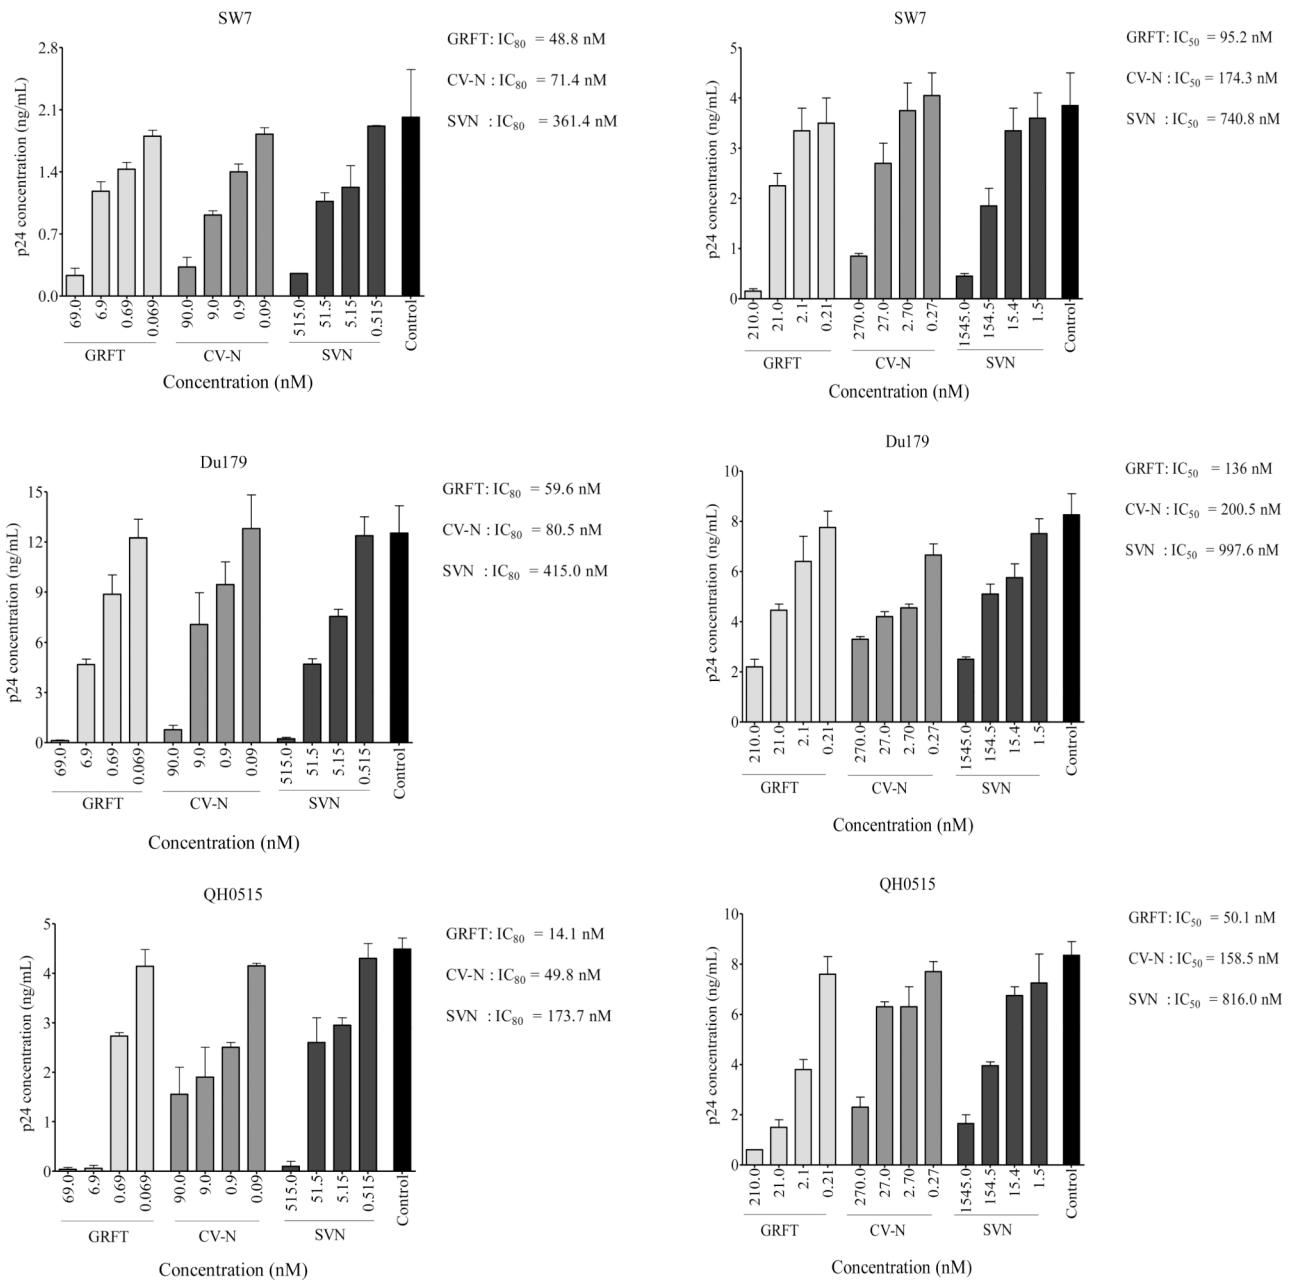 SW7
GRFT: IC80 = 48.8 nM
CV-N : IC80 = 71.4 nM
SVN : IC80 = 361.4 nM
p24 concentration (ng/mL)
2.8
2.1
1.4
0.7
0.0
69.0 6.9 0.69 0.069 90.0 9.0 0.9 0.09 515.0 51.5 5.15 0.515 Control
GRFT CV-N SVN
Concentration (nM)
SW7
GRFT: IC50 = 95.2 nM
CV-N : IC50 = 174.3 nM
SVN : IC50 = 740.8 nM
p24 concentration (ng/mL)
5
4
3
2
1
0
210.0 21.0 2.1 0.21 270.0 27.0 2.70 0.27 1545.0 154.5 15.4 1.5 Control
GRFT CV-N SVN
Concentration (nM)
Du179
GRFT: IC80 = 59.6 nM
CV-N : IC80 = 80.5 nM
SVN : IC80 = 415.0 nM
p24 concentration (ng/mL)
15
12
9
6
3
0
69.0 6.9 0.69 0.069 90.0 9.0 0.9 0.09 515.0 51.5 5.15 0.515 Control
GRFT CV-N SVN
Concentration (nM)
Du179
GRFT: IC50 = 136 nM
CV-N : IC50 = 200.5 nM
SVN : IC50 = 997.6 nM
p24 concentration (ng/mL)
10
8
6
4
2
0
210.0 21.0 2.1 0.21 270.0 27.0 2.70 0.27 1545.0 154.5 15.4 1.5 Control
GRFT CV-N SVN
Concentration (nM)
QH0515
GRFT: IC80 = 14.1 nM
CV-N : IC80 = 49.8 nM
SVN : IC80 = 173.7 nM
p24 concentration (ng/mL)
5
4
3
2
1
0
69.0 6.9 0.69 0.069 90.0 9.0 0.9 0.09 515.0 51.5 5.15 0.515 Control
GRFT CV-N SVN
Concentration (nM)
QH0515
GRFT: IC50 = 50.1 nM
CV-N : IC50 = 158.5 nM
SVN : IC50 = 816.0 nM
p24 concentration (ng/mL)
10
8
6
4
2
0
210.0 21.0 2.1 0.21 270.0 27.0 2.70 0.27 1545.0 154.5 15.4 1.5 Control
GRFT CV-N SVN
Concentration (nM)